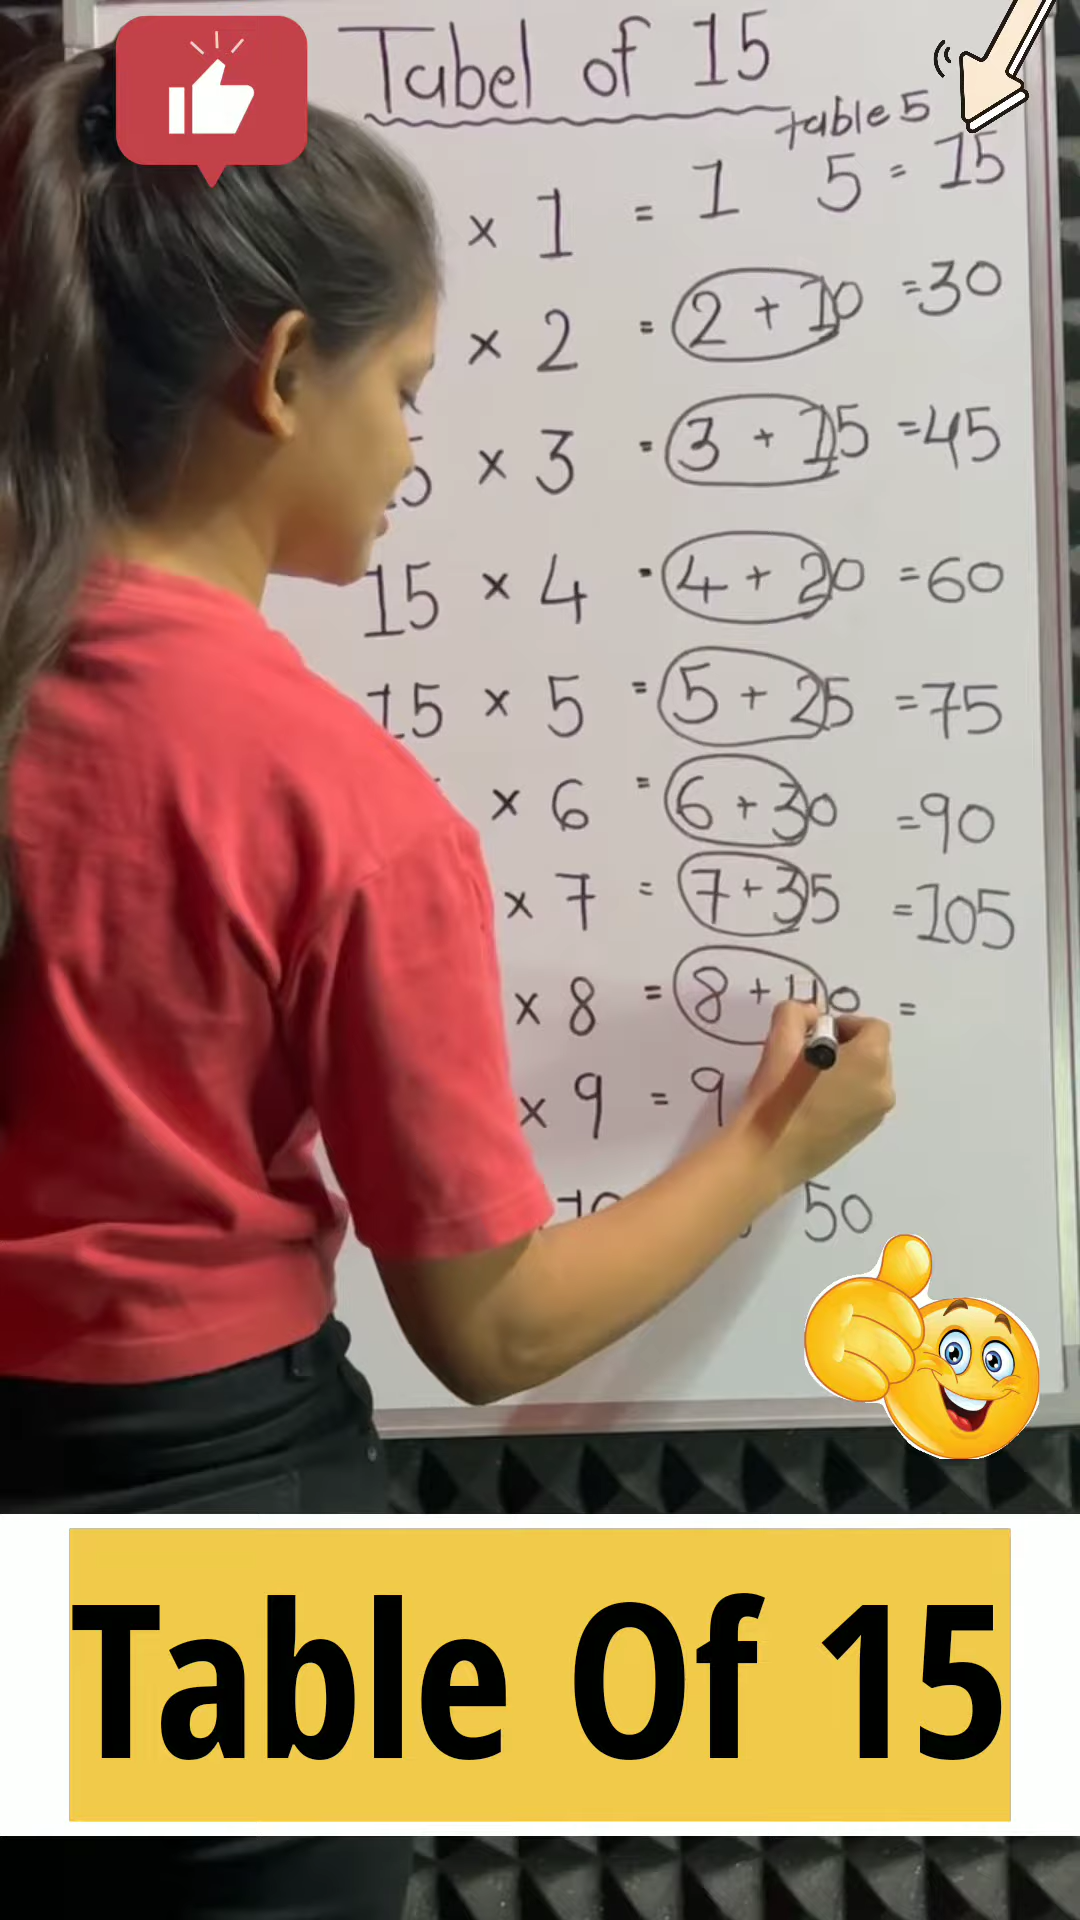 Tabel of 15
table 5
× 1 = 1 5 = 15
× 2 = 2 + 10 = 30
15 × 3 = 3 + 15 = 45
15 × 4 = 4 + 20 = 60
15 × 5 = 5 + 25 = 75
× 6 = 6 + 30 = 90
× 7 = 7 + 35 = 105
× 8 = 8 + 40 =
× 9 = 9
10 50
Table Of 15